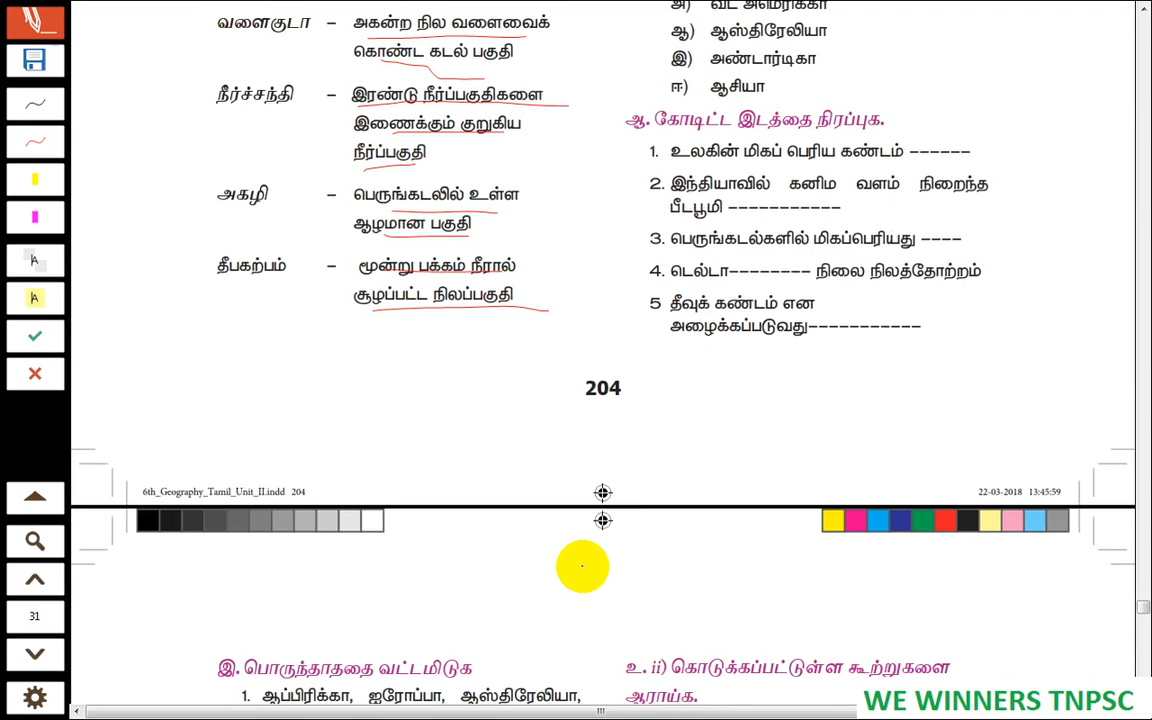 வளைகுடா – அகன்ற நில வளைவைக்
கொண்ட கடல் பகுதி
நீர்ச்சந்தி – இரண்டு நீர்ப்பகுதிகளை
இணைக்கும் குறுகிய
நீர்ப்பகுதி
அகழி – பெருங்கடலில் உள்ள
ஆழமான பகுதி
தீபகற்பம் – மூன்று பக்கம் நீரால்
சூழப்பட்ட நிலப்பகுதி
அ) வட அமெரிக்கா
ஆ) ஆஸ்திரேலியா
இ) அண்டார்டிகா
ஈ) ஆசியா
ஆ. கோடிட்ட இடத்தை நிரப்புக.
1. உலகின் மிகப் பெரிய கண்டம் ------
2. இந்தியாவில் கனிம வளம் நிறைந்த
பீடபூமி -----------
3. பெருங்கடல்களில் மிகப்பெரியது ----
4. டெல்டா-------- நிலை நிலத்தோற்றம்
5 தீவுக் கண்டம் என
அழைக்கப்படுவது-----------
204
6th_Geography_Tamil_Unit_II.indd 204
22-03-2018 13:45:59
இ. பொருந்தாததை வட்டமிடுக
1. ஆப்பிரிக்கா, ஐரோப்பா, ஆஸ்திரேலியா,
உ. ii) கொடுக்கப்பட்டுள்ள கூற்றுகளை
ஆராய்க.
31
WE WINNERS TNPSC